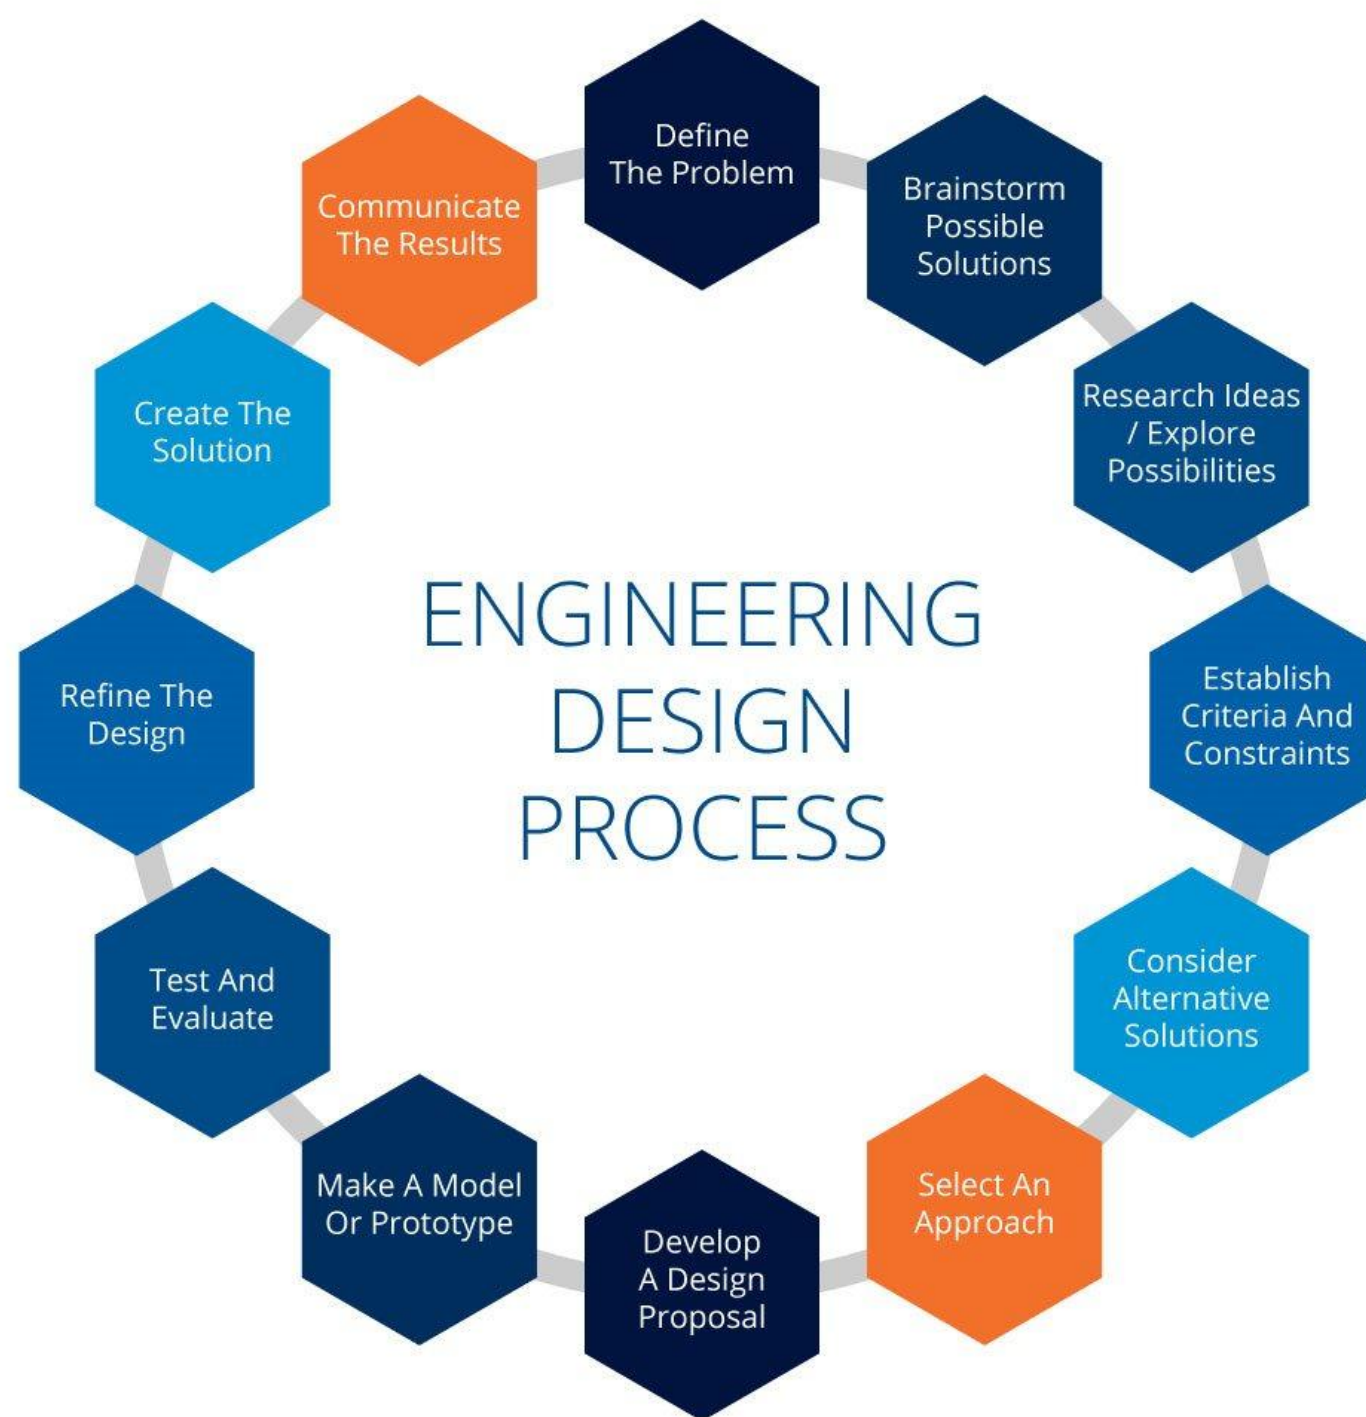 Define
The Problem
Brainstorm
Possible
Solutions
Research Ideas
/ Explore
Possibilities
Establish
Criteria And
Constraints
Consider
Alternative
Solutions
Select An
Approach
Develop
A Design
Proposal
Make A Model
Or Prototype
Test And
Evaluate
Refine The
Design
Create The
Solution
Communicate
The Results
ENGINEERING
DESIGN
PROCESS